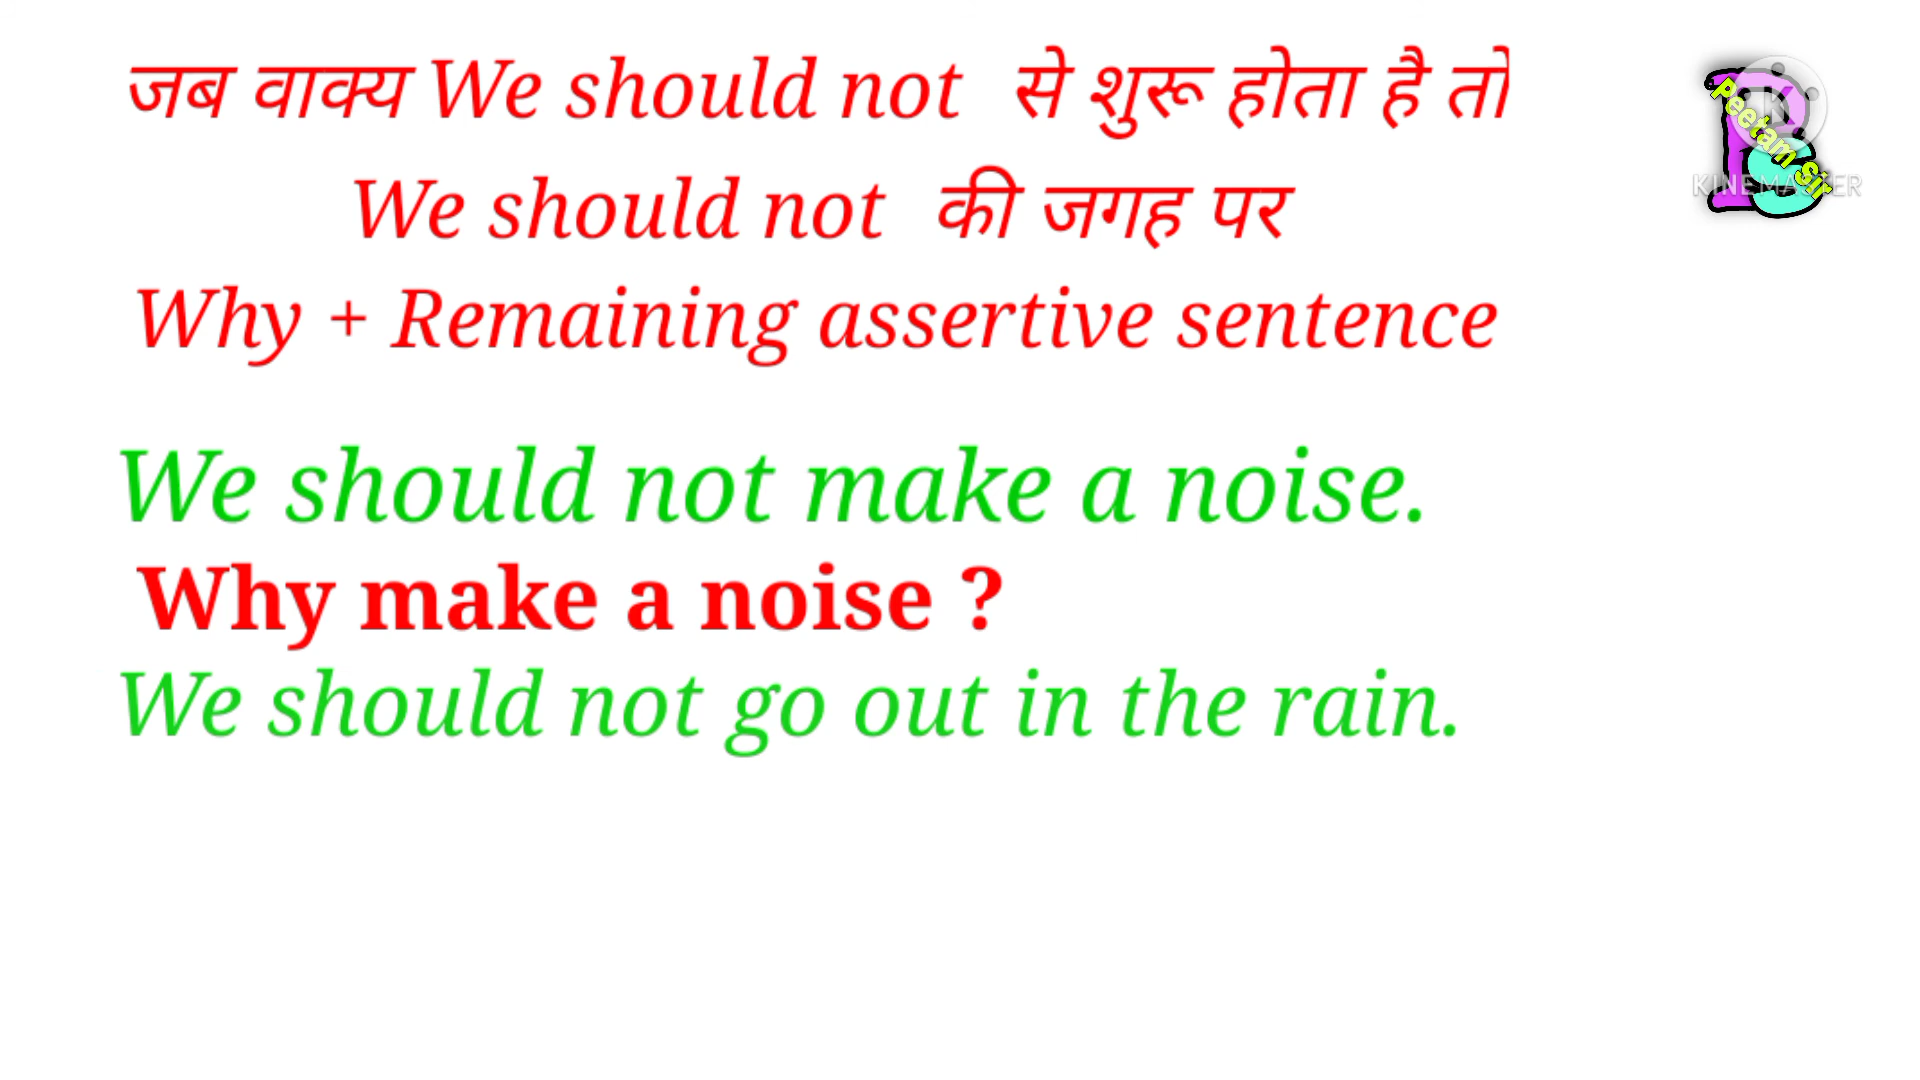 जब वाक्य We should not से शुरू होता है तो
We should not की जगह पर
Why + Remaining assertive sentence
We should not make a noise.
Why make a noise ?
We should not go out in the rain.
Peetam sir
KINEMASTER